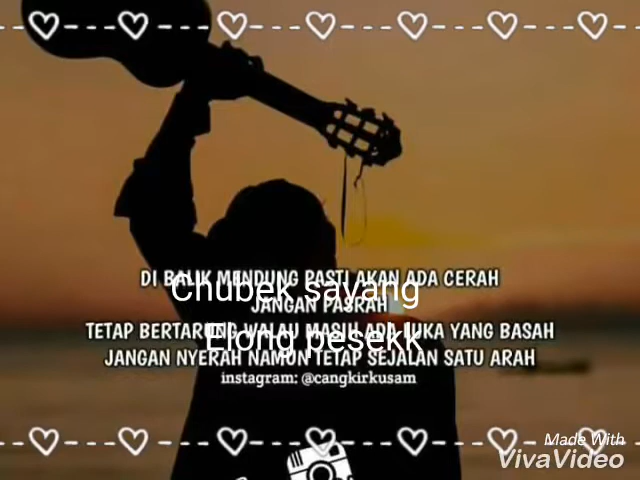 DI BALIK MENDUNG PASTI AKAN ADA CERAH
Chubek sayang
JANGAN PASRAH
TETAP BERTARUNG WALAU MASIH ADA LUKA YANG BASAH
Elong pesekk
JANGAN NYERAH NAMUN TETAP SEJALAN SATU ARAH
instagram: @cangkirkusam
Made With
VivaVideo